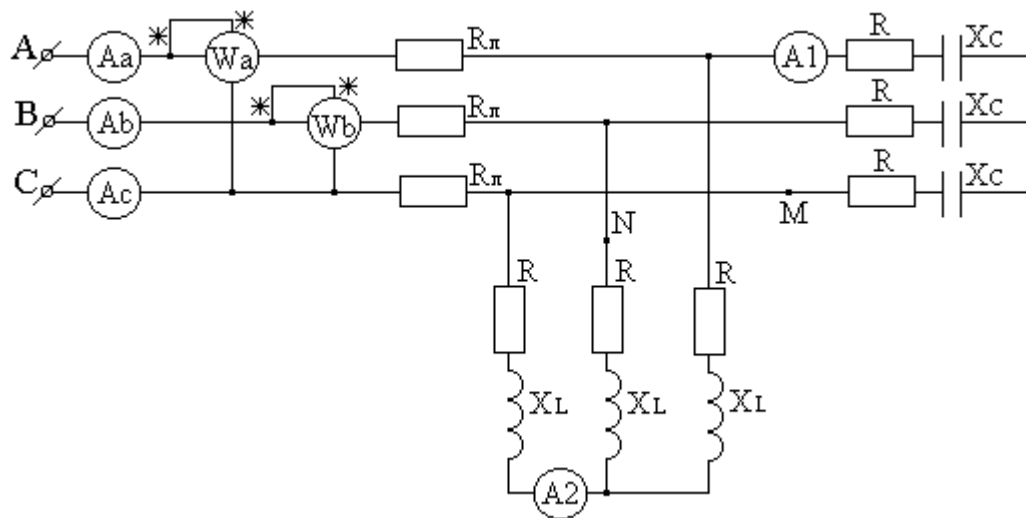 A Aa * * Wa Rл A1 R Xc
B Ab * * Wb Rл R Xc
C Ac Rл M R Xc
N
R R R
XL XL XL
A2